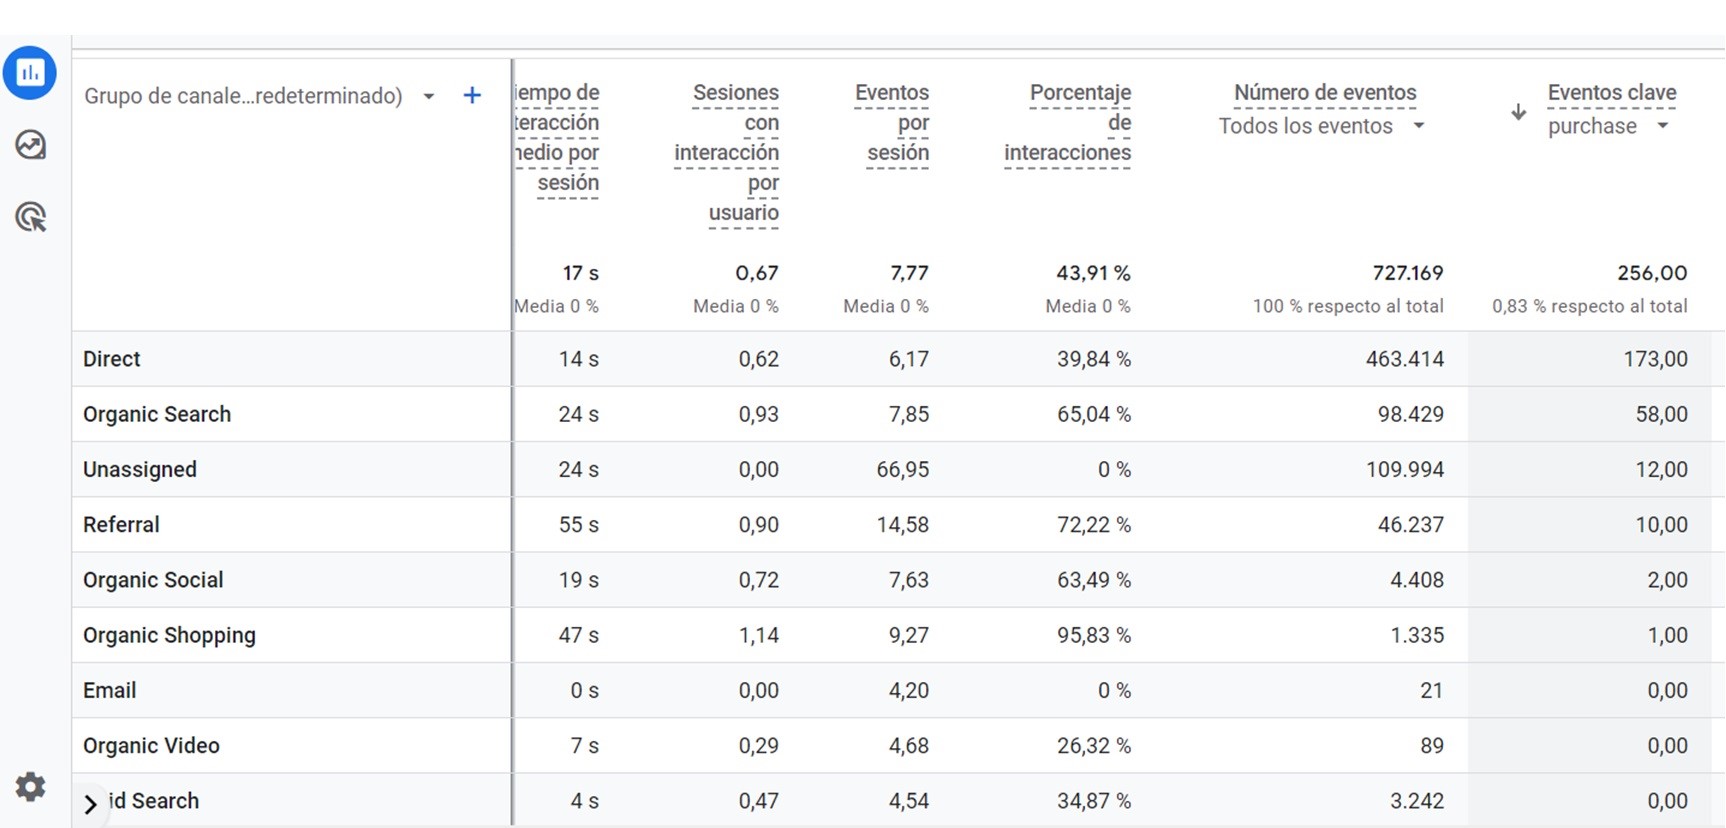 Grupo de canale...redeterminado)
iempo de
teracción
nedio por
sesión
Sesiones
con
interacción
por
usuario
Eventos
por
sesión
Porcentaje
de
interacciones
Número de eventos
Todos los eventos
Eventos clave
purchase
17 s 0,67 7,77 43,91 % 727.169 256,00
Media 0 % Media 0 % Media 0 % Media 0 % 100 % respecto al total 0,83 % respecto al total
Direct 14 s 0,62 6,17 39,84 % 463.414 173,00
Organic Search 24 s 0,93 7,85 65,04 % 98.429 58,00
Unassigned 24 s 0,00 66,95 0 % 109.994 12,00
Referral 55 s 0,90 14,58 72,22 % 46.237 10,00
Organic Social 19 s 0,72 7,63 63,49 % 4.408 2,00
Organic Shopping 47 s 1,14 9,27 95,83 % 1.335 1,00
Email 0 s 0,00 4,20 0 % 21 0,00
Organic Video 7 s 0,29 4,68 26,32 % 89 0,00
id Search 4 s 0,47 4,54 34,87 % 3.242 0,00